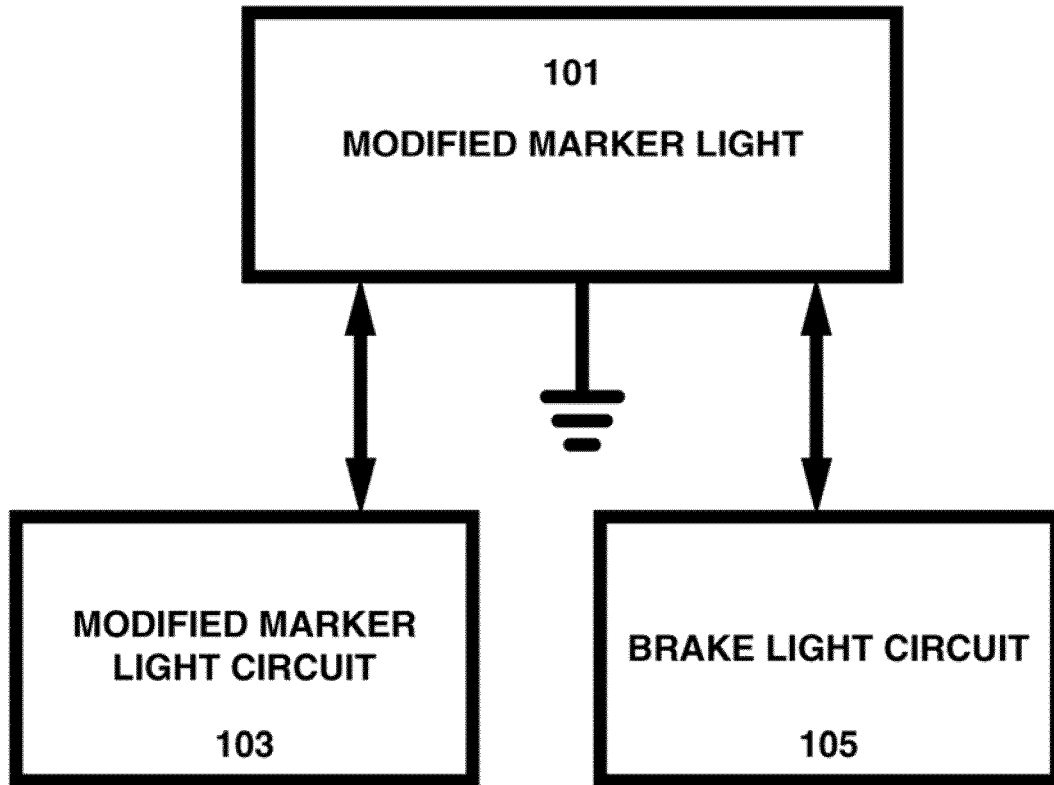 101
MODIFIED MARKER LIGHT
MODIFIED MARKER
LIGHT CIRCUIT
103
BRAKE LIGHT CIRCUIT
105